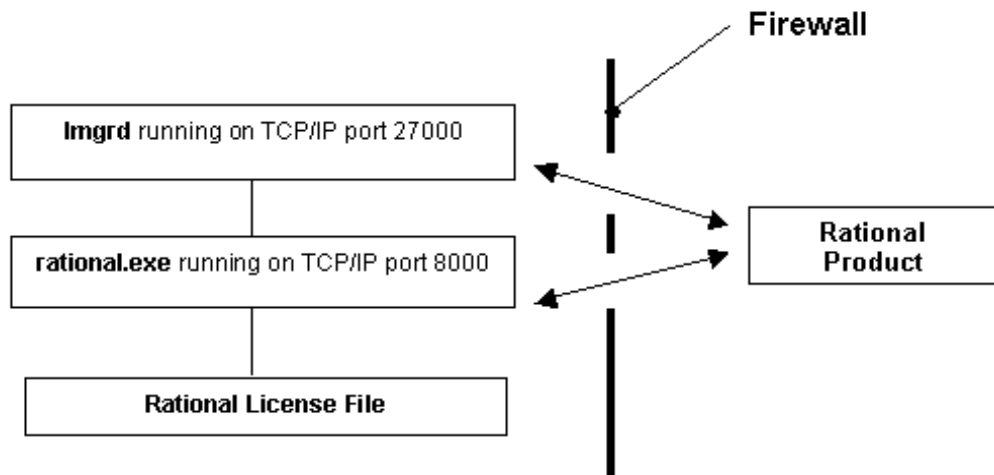 Firewall
lmgrd running on TCP/IP port 27000
rational.exe running on TCP/IP port 8000
Rational
Product
Rational License File